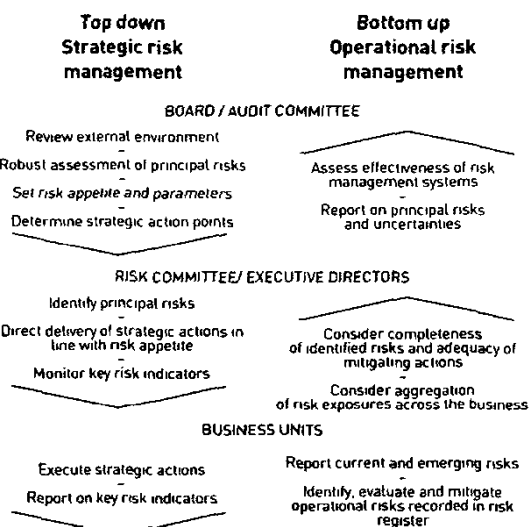 Top down
Strategic risk
management
Bottom up
Operational risk
management
BOARD / AUDIT COMMITTEE
Review external environment
Robust assessment of principal risks
Set risk appetite and parameters
Determine strategic action points
Assess effectiveness of risk
management systems
Report on principal risks
and uncertainties
RISK COMMITTEE/ EXECUTIVE DIRECTORS
Identify principal risks
Direct delivery of strategic actions in
line with risk appetite
Monitor key risk indicators
Consider completeness
of identified risks and adequacy of
mitigating actions
Consider aggregation
of risk exposures across the business
BUSINESS UNITS
Execute strategic actions
Report on key risk indicators
Report current and emerging risks
Identify, evaluate and mitigate
operational risks recorded in risk
register